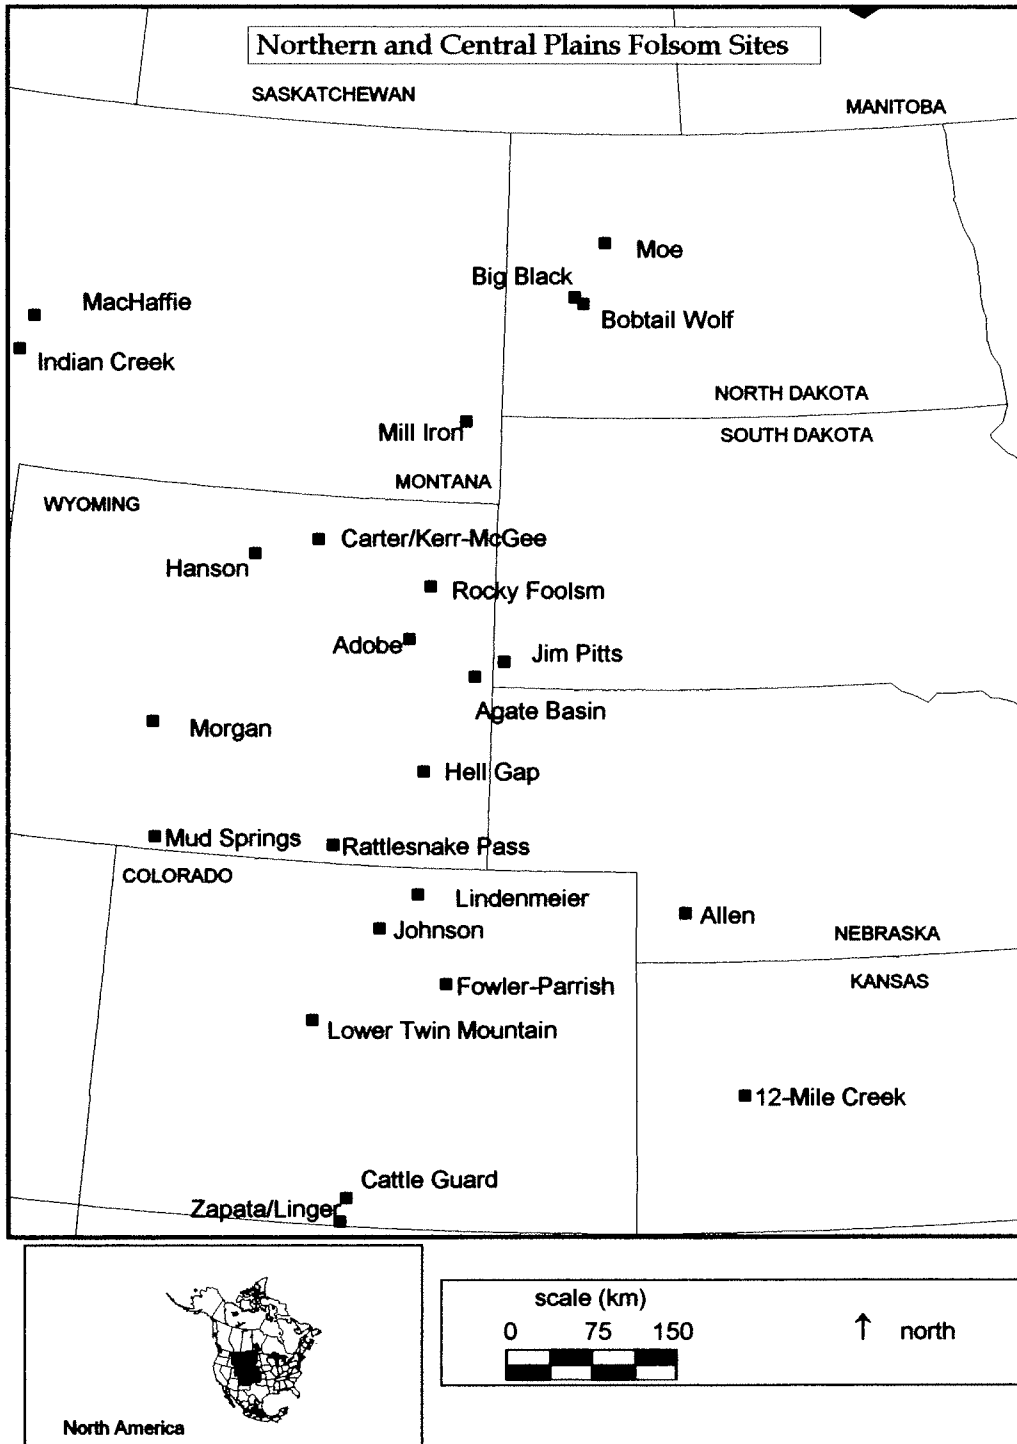 Northern and Central Plains Folsom Sites
SASKATCHEWAN
MANITOBA
Moe
Big Black
MacHaffie
Bobtail Wolf
Indian Creek
NORTH DAKOTA
Mill Iron
SOUTH DAKOTA
MONTANA
WYOMING
Carter/Kerr-McGee
Hanson
Rocky Foolsm
Adobe
Jim Pitts
Agate Basin
Morgan
Hell Gap
Mud Springs
Rattlesnake Pass
COLORADO
Lindenmeier
Allen
Johnson
NEBRASKA
KANSAS
Fowler-Parrish
Lower Twin Mountain
12-Mile Creek
Cattle Guard
Zapata/Linger
scale (km)
0 75 150
north
North America